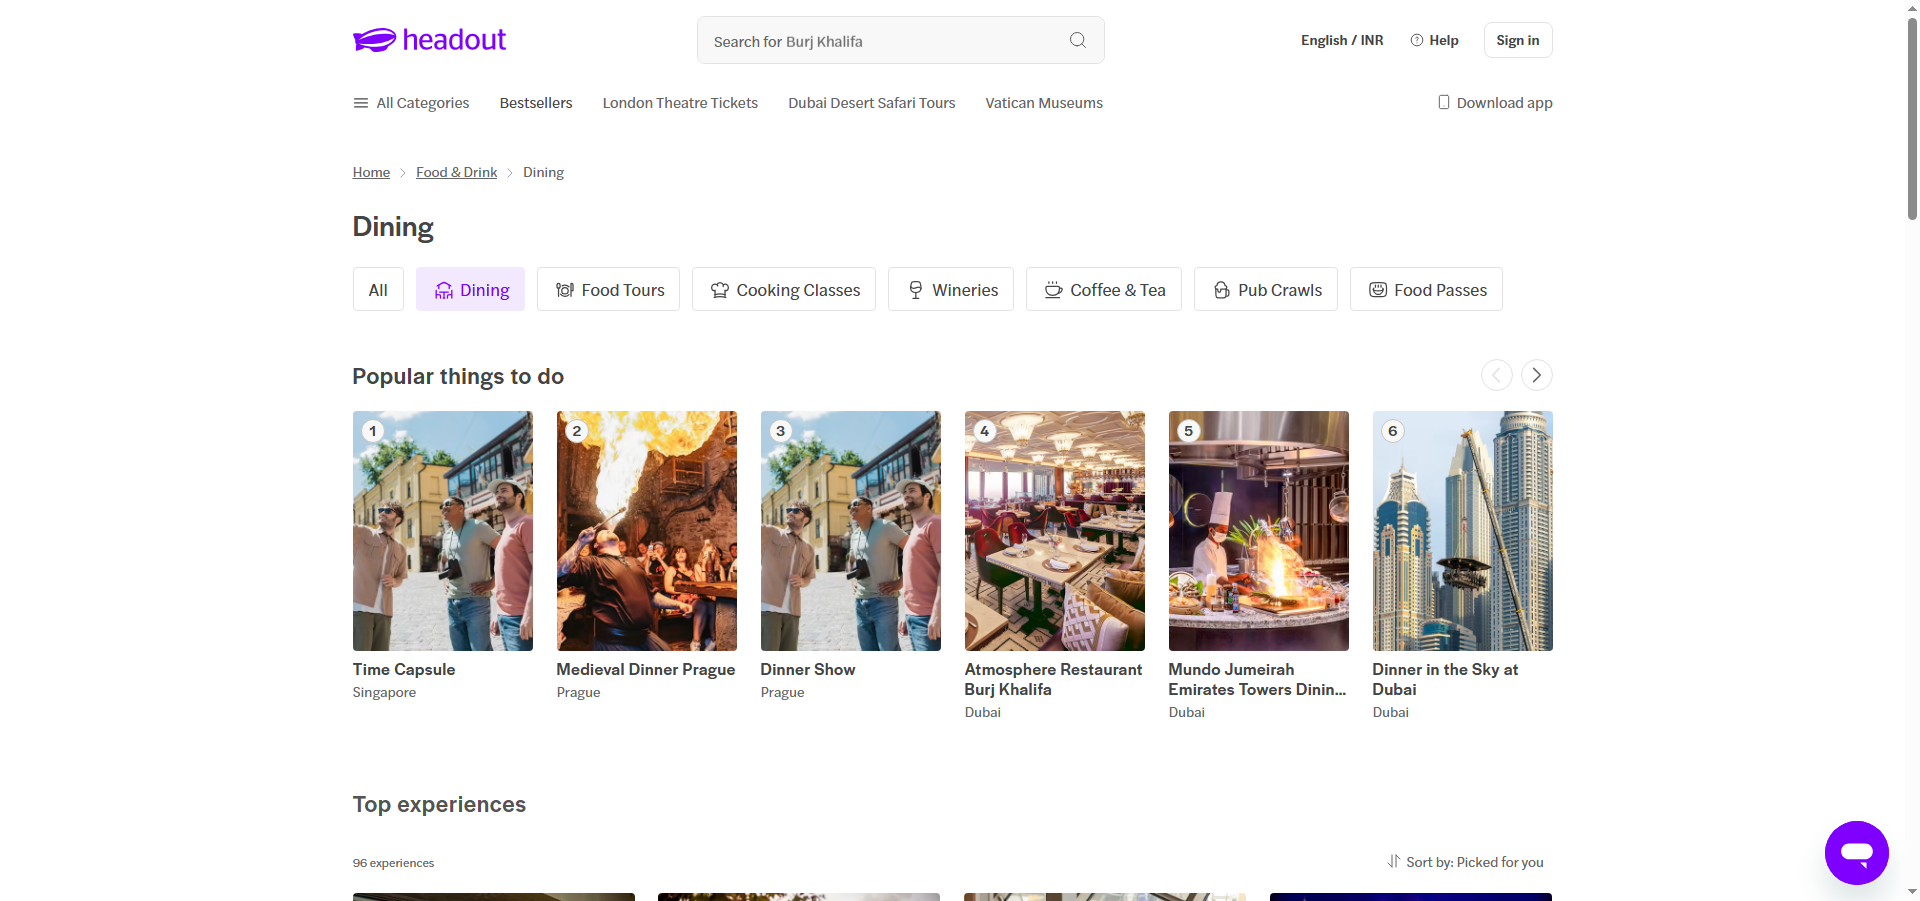 headout
Search for Burj Khalifa
English / INR
Help
Sign in
All Categories
Bestsellers
London Theatre Tickets
Dubai Desert Safari Tours
Vatican Museums
Download app
Home
Food & Drink
Dining
Dining
All
Dining
Food Tours
Cooking Classes
Wineries
Coffee & Tea
Pub Crawls
Food Passes
Popular things to do
1
2
3
4
5
6
Time Capsule
Singapore
Medieval Dinner Prague
Prague
Dinner Show
Prague
Atmosphere Restaurant
Burj Khalifa
Dubai
Mundo Jumeirah
Emirates Towers Dinin...
Dubai
Dinner in the Sky at
Dubai
Dubai
Top experiences
96 experiences
Sort by: Picked for you